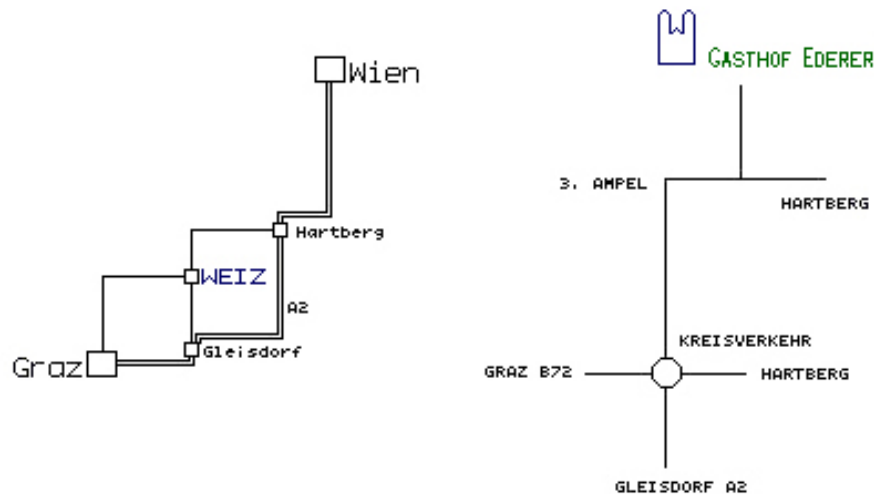 Wien
Hartberg
WEIZ
A2
Gleisdorf
Graz
GASTHOF EDERER
3. AMPEL
HARTBERG
KREISVERKEHR
GRAZ B72
HARTBERG
GLEISDORF A2